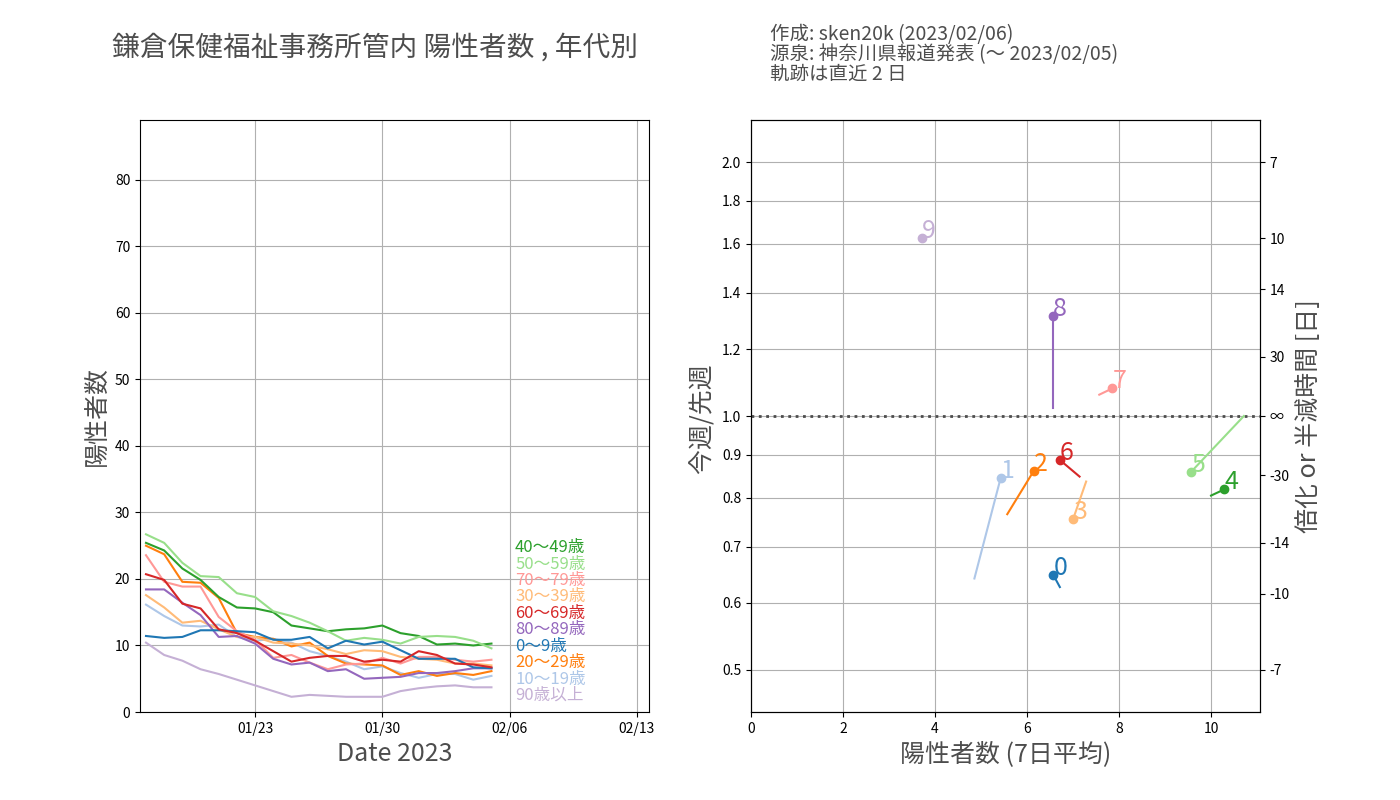 鎌倉保健福祉事務所管内 陽性者数 , 年代別
作成: sken20k (2023/02/06)
源泉: 神奈川県報道発表 (～ 2023/02/05)
軌跡は直近 2 日
陽性者数
80
70
60
50
40
30
20
10
0
40～49歳
50～59歳
70～79歳
30～39歳
60～69歳
80～89歳
0～9歳
20～29歳
10～19歳
90歳以上
01/23
01/30
02/06
02/13
Date 2023
今週/先週
2.0
1.8
1.6
1.4
1.2
1.0
0.9
0.8
0.7
0.6
0.5
9
8
7
6
2
1
5
4
3
0
7
10
14
30
∞
-30
-14
-10
-7
倍化 or 半減時間 [日]
0
2
4
6
8
10
陽性者数 (7日平均)